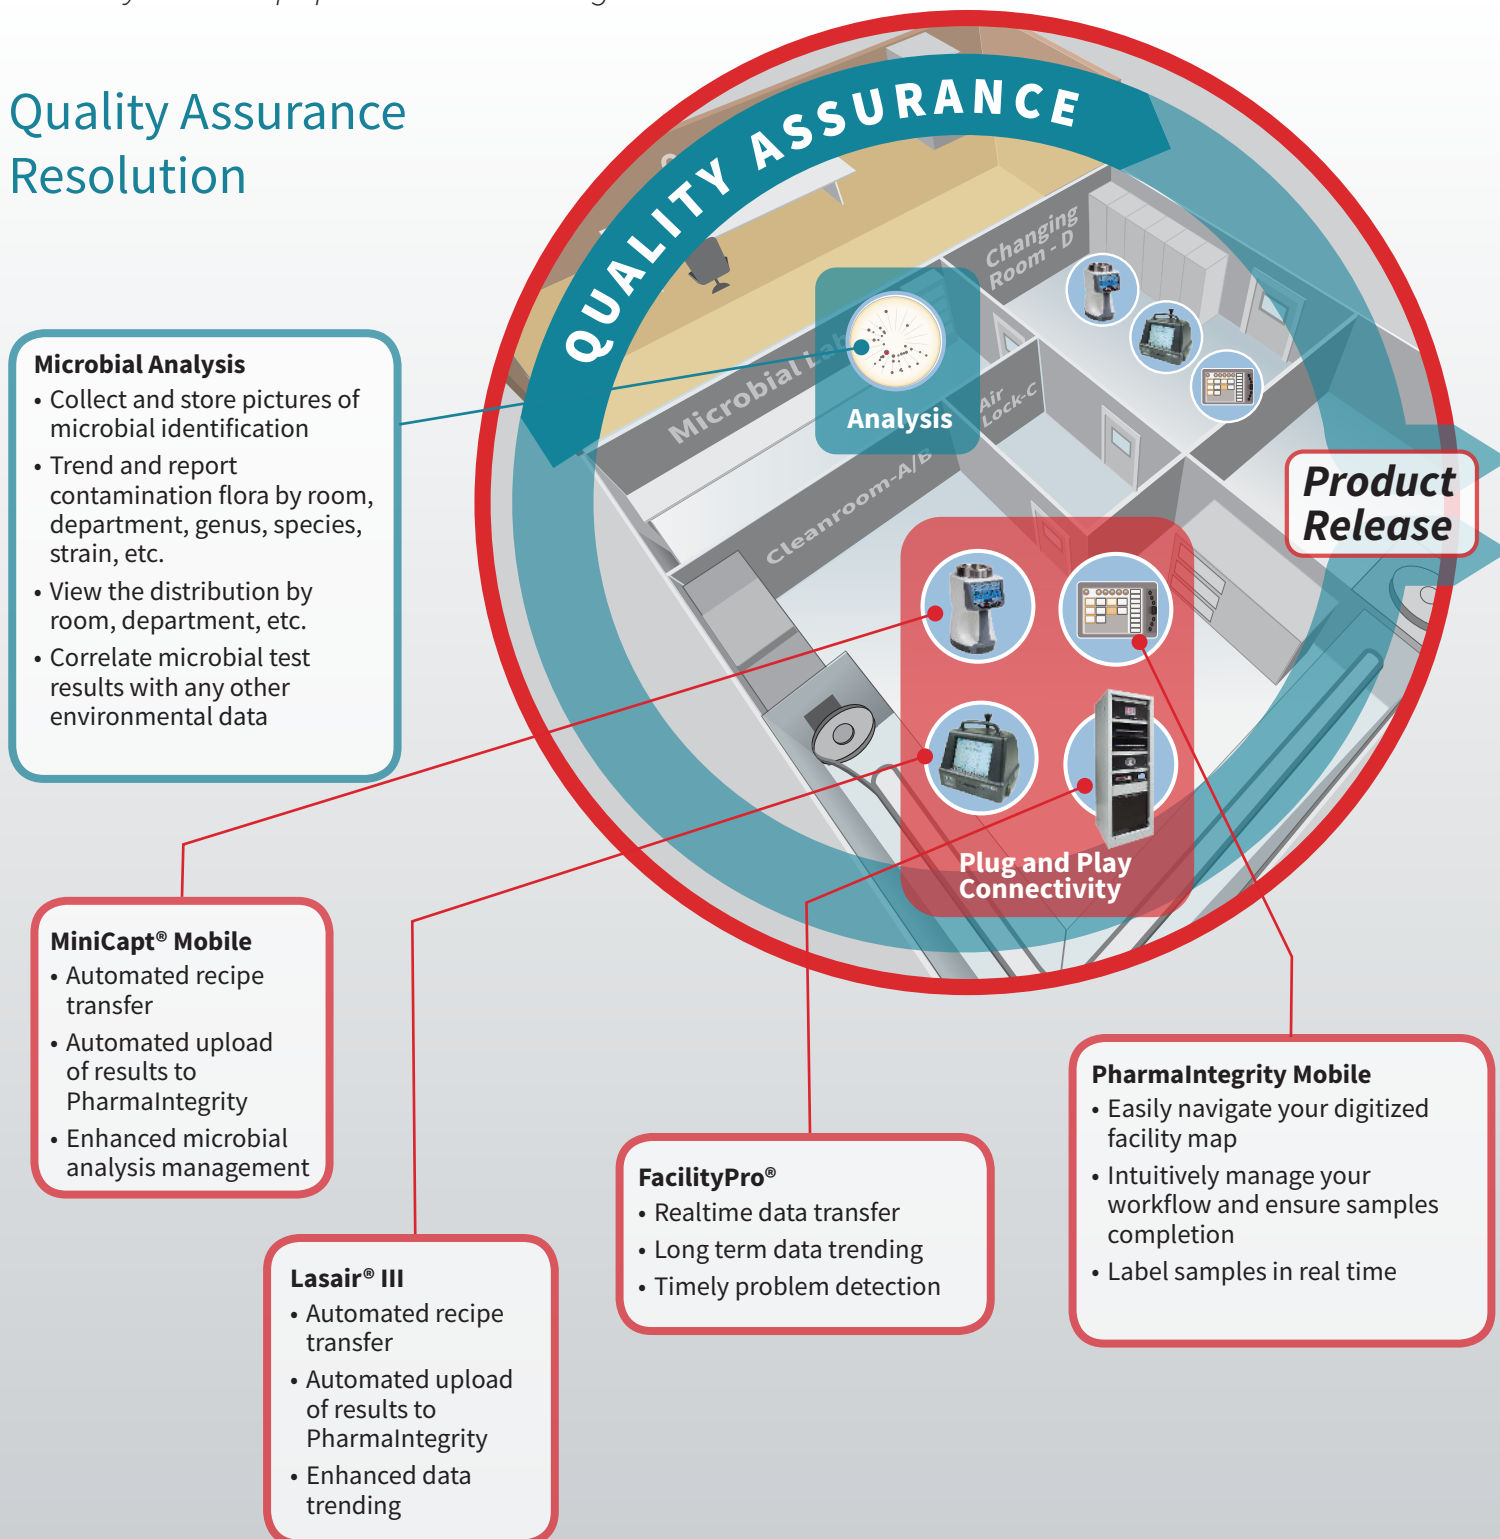 Quality Assurance
Resolution
QUALITY ASSURANCE
Changing
Room - D
Microbial Lab
Air
Lock-C
Cleanroom-A/B
Analysis
Product
Release
Plug and Play
Connectivity
Microbial Analysis
• Collect and store pictures of
microbial identification
• Trend and report
contamination flora by room,
department, genus, species,
strain, etc.
• View the distribution by
room, department, etc.
• Correlate microbial test
results with any other
environmental data
MiniCapt® Mobile
• Automated recipe
transfer
• Automated upload
of results to
PharmaIntegrity
• Enhanced microbial
analysis management
Lasair® III
• Automated recipe
transfer
• Automated upload
of results to
PharmaIntegrity
• Enhanced data
trending
FacilityPro®
• Realtime data transfer
• Long term data trending
• Timely problem detection
PharmaIntegrity Mobile
• Easily navigate your digitized
facility map
• Intuitively manage your
workflow and ensure samples
completion
• Label samples in real time